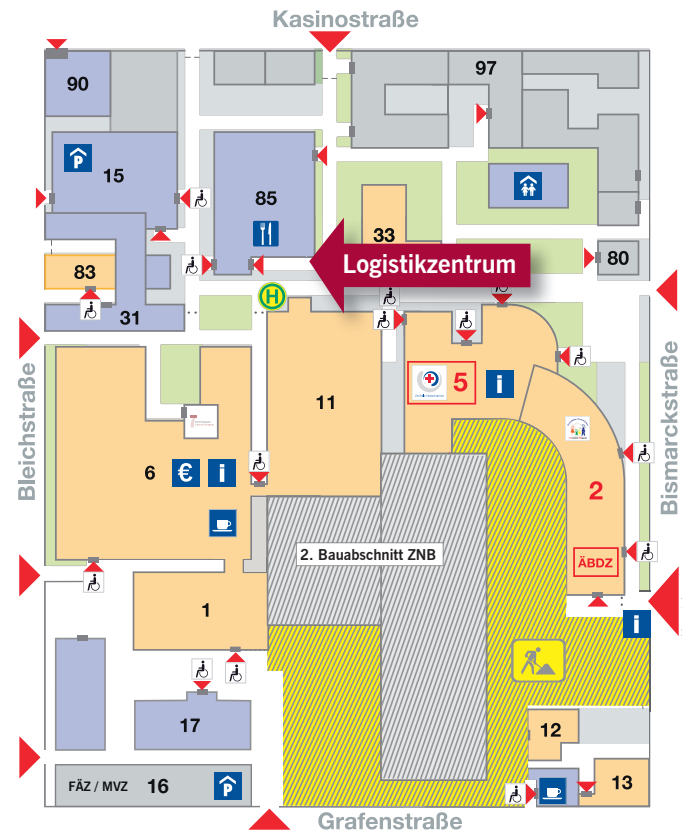 Kasinostraße
90
97
P
15
85
33
Logistikzentrum
80
83
H
31
Bleichstraße
Bismarckstraße
11
5
i
6
€
i
2
2. Bauabschnitt ZNB
ÄBDZ
1
i
17
12
FÄZ / MVZ 16
P
13
Grafenstraße